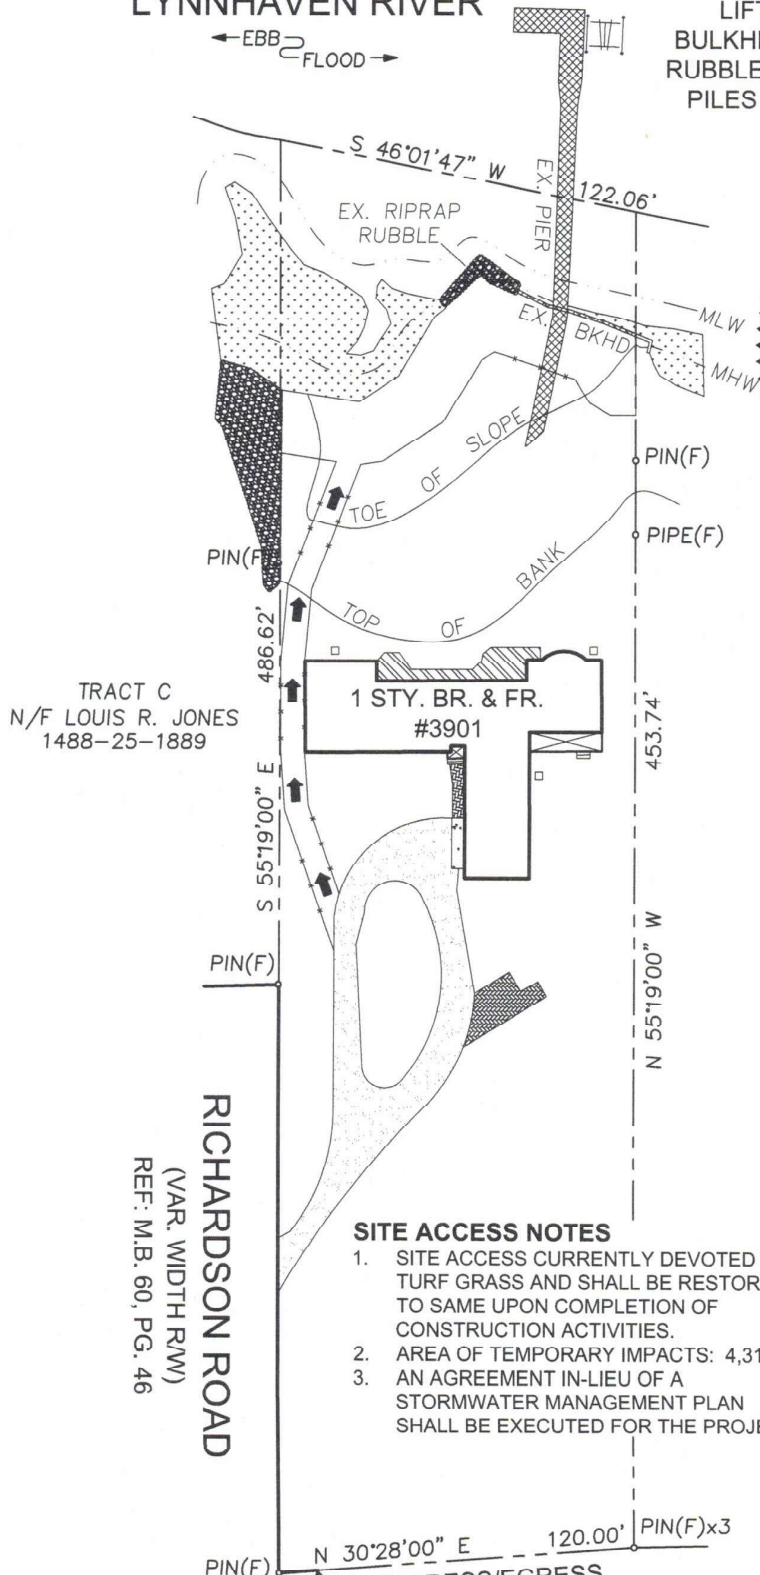 LYNNHAVEN RIVER
EBB
FLOOD
LIFT
PILES
S 46°01'47" W
122.06'
EX. PIER
EX. RIPRAP
RUBBLE
EX. BKHD
MLW
MHW
TOE OF SLOPE
PIN(F)
PIPE(F)
PIN(F)
TOP OF BANK
486.62'
S 55°19'00" E
TRACT C
N/F LOUIS R. JONES
1488-25-1889
1 STY. BR. & FR.
#3901
453.74'
N 55°19'00" W
PIN(F)
RICHARDSON ROAD
(VAR. WIDTH R/W)
REF: M.B. 60, PG. 46
SITE ACCESS NOTES
1. SITE ACCESS CURRENTLY DEVOTED
TURF GRASS AND SHALL BE
TO SAME UPON COMPLETION OF
CONSTRUCTION ACTIVITIES.
2. AREA OF TEMPORARY IMPACTS: 4,31
3. AN AGREEMENT IN-LIEU OF A
STORMWATER MANAGEMENT PLAN
SHALL BE EXECUTED FOR THE
PIN(F)x3
N 30°28'00" E
120.00'
PIN(F)